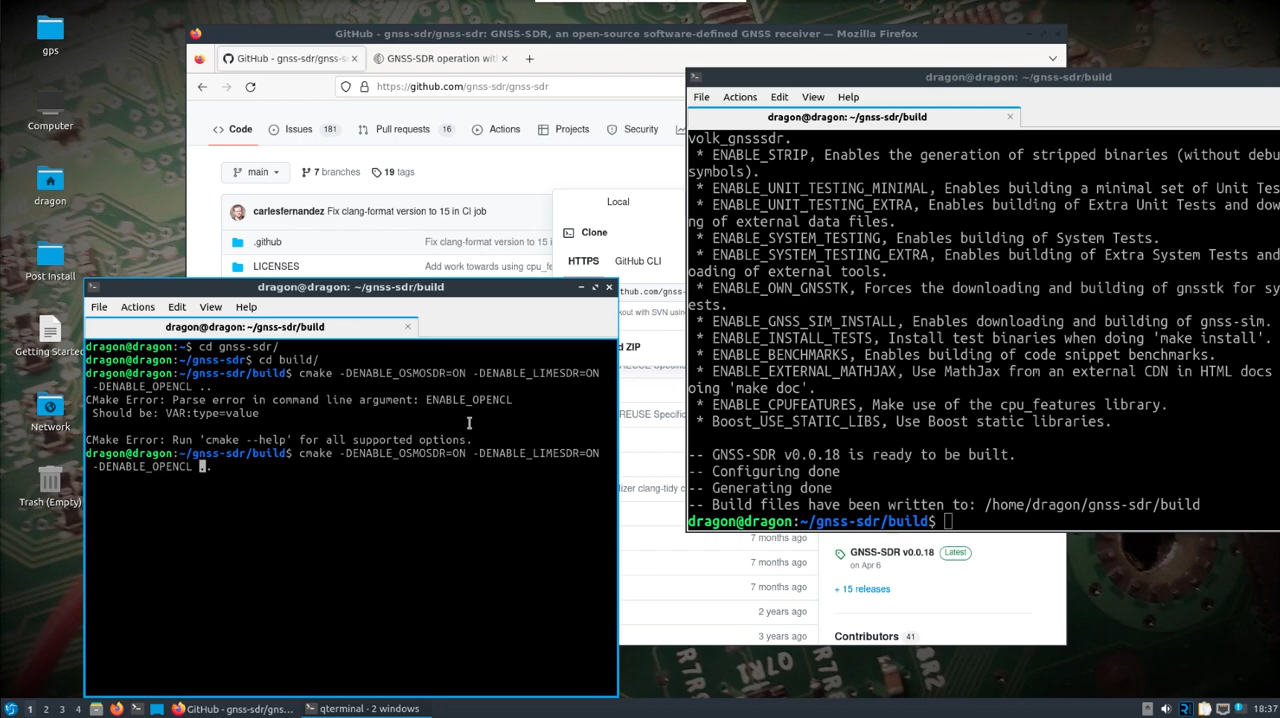 gps
Computer
dragon
Post Install
Getting Started
Network
Trash (Empty)
GitHub - gnss-sdr/gnss-sdr: GNSS-SDR, an open-source software-defined GNSS receiver — Mozilla Firefox
GitHub - gnss-sdr/gnss-s
GNSS-SDR operation with
https://github.com/gnss-sdr/gnss-sdr
Code
Issues 181
Pull requests 16
Actions
Projects
Security
main
7 branches
19 tags
carlesfernandez Fix clang-format version to 15 in CI job
.github Fix clang-format version to 15 in
LICENSES Add work towards using cpu_fe
Local
Clone
HTTPS GitHub CLI
7 months ago
7 months ago
7 months ago
2 years ago
3 years ago
GNSS-SDR v0.0.18 Latest
on Apr 6
+ 15 releases
Contributors 41
dragon@dragon: ~/gnss-sdr/build
File Actions Edit View Help
dragon@dragon: ~/gnss-sdr/build
dragon@dragon:~$ cd gnss-sdr/
dragon@dragon:~/gnss-sdr$ cd build/
dragon@dragon:~/gnss-sdr/build$ cmake -DENABLE_OSMOSDR=ON -DENABLE_LIMESDR=ON
-DENABLE_OPENCL ..
CMake Error: Parse error in command line argument: ENABLE_OPENCL
Should be: VAR:type=value
CMake Error: Run 'cmake --help' for all supported options.
dragon@dragon:~/gnss-sdr/build$ cmake -DENABLE_OSMOSDR=ON -DENABLE_LIMESDR=ON
-DENABLE_OPENCL ..
dragon@dragon: ~/gnss-sdr/build
File Actions Edit View Help
dragon@dragon: ~/gnss-sdr/build
volk_gnsssdr.
* ENABLE_STRIP, Enables the generation of stripped binaries (without debu
symbols).
* ENABLE_UNIT_TESTING_MINIMAL, Enables building a minimal set of Unit Tes
* ENABLE_UNIT_TESTING_EXTRA, Enables building of Extra Unit Tests and dow
ng of external data files.
* ENABLE_SYSTEM_TESTING, Enables building of System Tests.
* ENABLE_SYSTEM_TESTING_EXTRA, Enables building of Extra System Tests and
oading of external tools.
* ENABLE_OWN_GNSSTK, Forces the downloading and building of gnsstk for sy
ests.
* ENABLE_GNSS_SIM_INSTALL, Enables downloading and building of gnss-sim.
* ENABLE_INSTALL_TESTS, Install test binaries when doing 'make install'.
* ENABLE_BENCHMARKS, Enables building of code snippet benchmarks.
* ENABLE_EXTERNAL_MATHJAX, Use MathJax from an external CDN in HTML docs
oing 'make doc'.
* ENABLE_CPUFEATURES, Make use of the cpu_features library.
* Boost_USE_STATIC_LIBS, Use Boost static libraries.
-- GNSS-SDR v0.0.18 is ready to be built.
-- Configuring done
-- Generating done
-- Build files have been written to: /home/dragon/gnss-sdr/build
dragon@dragon:~/gnss-sdr/build$
1 2 3 4
GitHub - gnss-sdr/gns...
qterminal - 2 windows
18:37